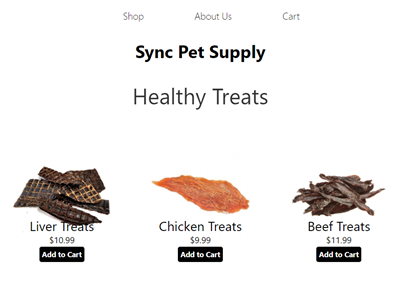 Shop About Us Cart
Sync Pet Supply
Healthy Treats
Liver Treats Chicken Treats Beef Treats
$10.99 $9.99 $11.99
Add to Cart Add to Cart Add to Cart